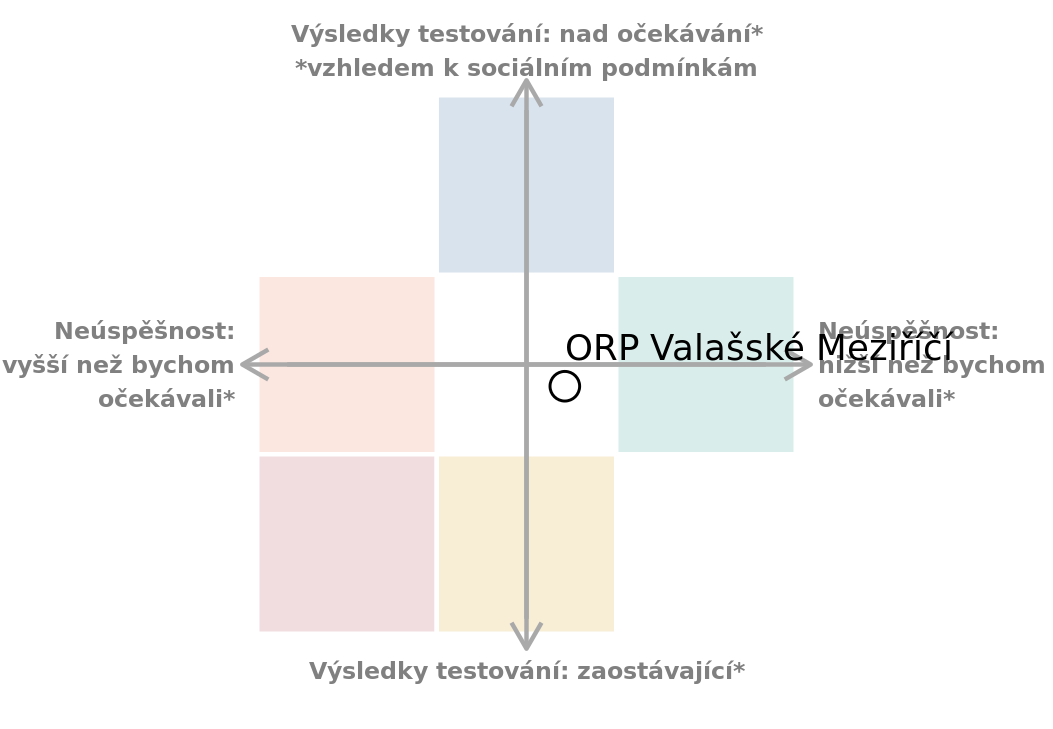 Výsledky testování: nad očekávání*
*vzhledem k sociálním podmínkám
Neúspěšnost:
vyšší než bychom
očekávali*
ORP Valašské Meziříčí
Neúspěšnost:
nižší než bychom
očekávali*
Výsledky testování: zaostávající*